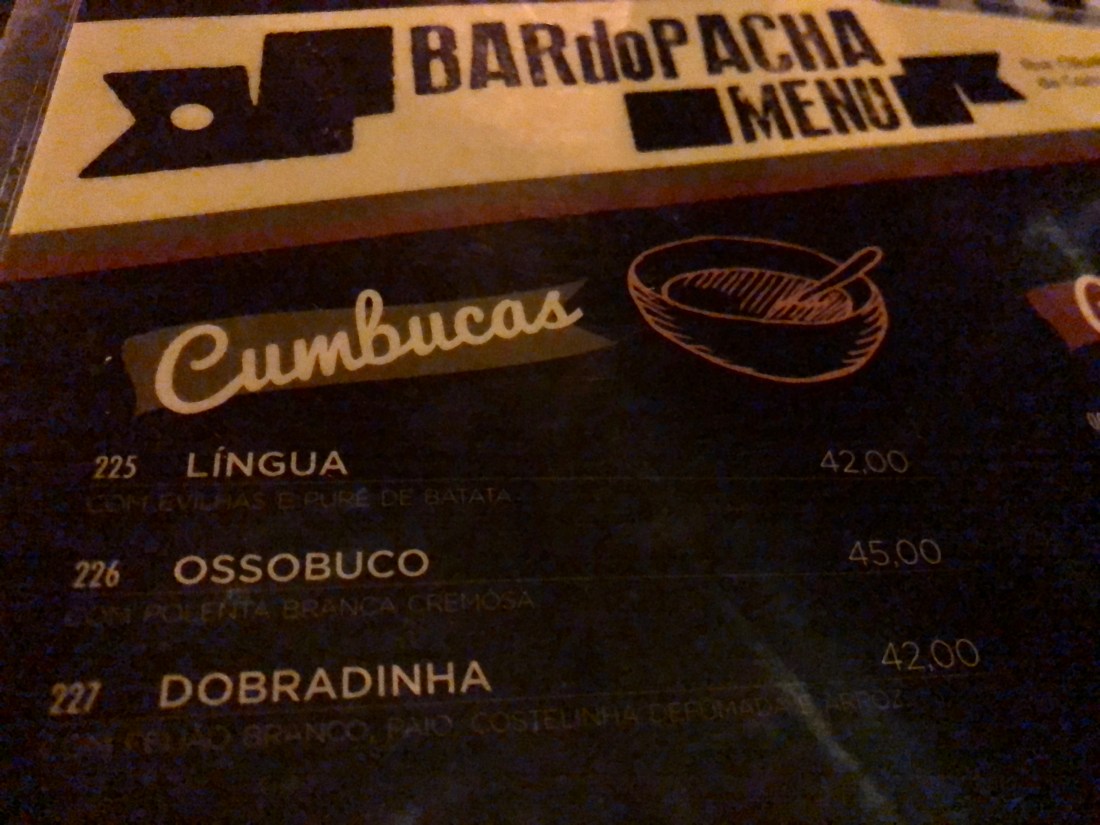 BARdoPACHA
MENU
Cumbucas
225 LÍNGUA 42,00
COM EVILHAS E PURÊ DE BATATA
226 OSSOBUCO 45,00
COM POLENTA BRANCA CREMOSA
227 DOBRADINHA 42,00
COM FEIJÃO BRANCO, PAIO, COSTELINHA DEFUMADA E ARROZ